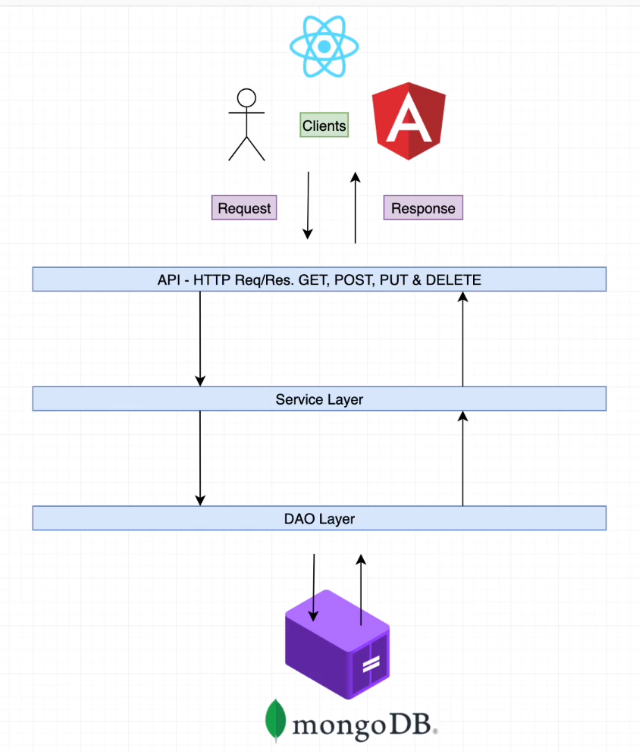 Clients
Request
Response
API - HTTP Req/Res. GET, POST, PUT & DELETE
Service Layer
DAO Layer
mongoDB®